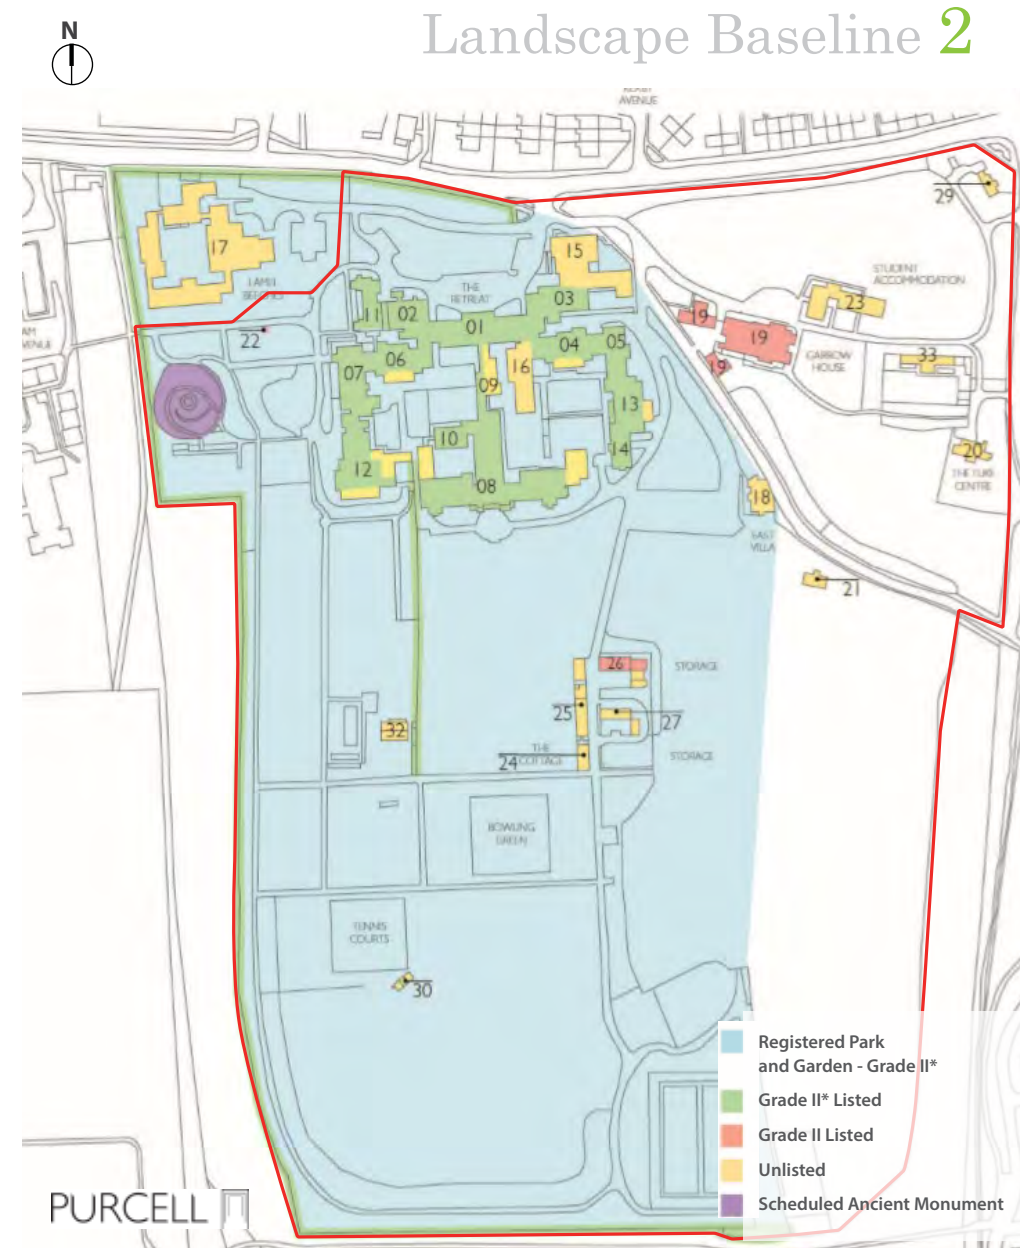 Landscape Baseline 2
N
AVENUE
29
17
15
STUDENT
ACCOMMODATION
THE
RETREAT
03
23
11
02
19
01
22
19
04
05
GARROW
HOUSE
33
06
07
16
19
09
13
10
14
20
12
THE TUKE
CENTRE
08
18
EAST
VILLA
21
26
STORAGE
25
27
32
THE
COTTAGE
24
STORAGE
BOWLING
GREEN
TENNIS
COURTS
30
Registered Park
and Garden - Grade II*
Grade II* Listed
Grade II Listed
Unlisted
Scheduled Ancient Monument
PURCELL